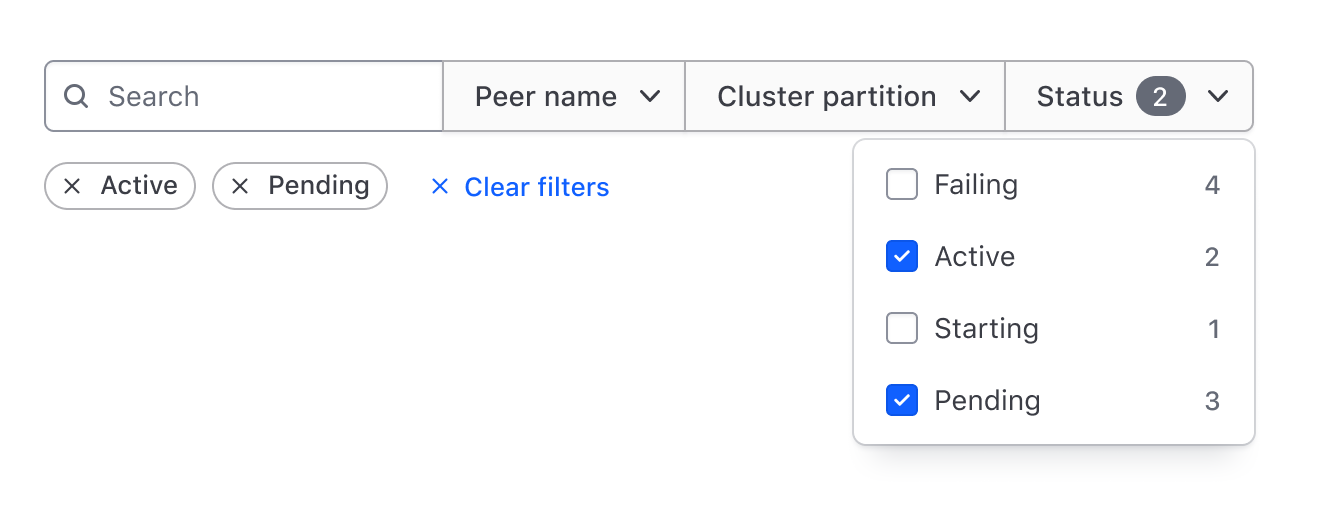 Search Peer name Cluster partition Status 2
Active Pending Clear filters
Failing 4
Active 2
Starting 1
Pending 3